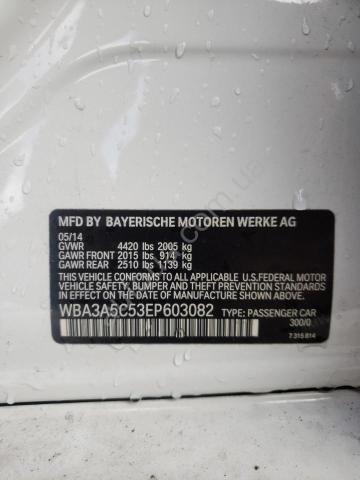 MFD BY BAYERISCHE MOTOREN WERKE AG
05/14
GVWR 4420 lbs 2005 kg
GAWR FRONT 2015 lbs 914 kg
GAWR REAR 2510 lbs 1139 kg
THIS VEHICLE CONFORMS TO ALL APPLICABLE U.S. FEDERAL MOTOR
VEHICLE SAFETY, BUMPER AND THEFT PREVENTION STANDARDS
IN EFFECT ON THE DATE OF MANUFACTURE SHOWN ABOVE.
WBA3A5C53EP603082 TYPE: PASSENGER CAR
300/0
7 315 814